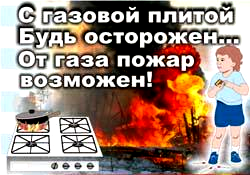 С газовой плитой
Будь осторожен...
От газа пожар
возможен!